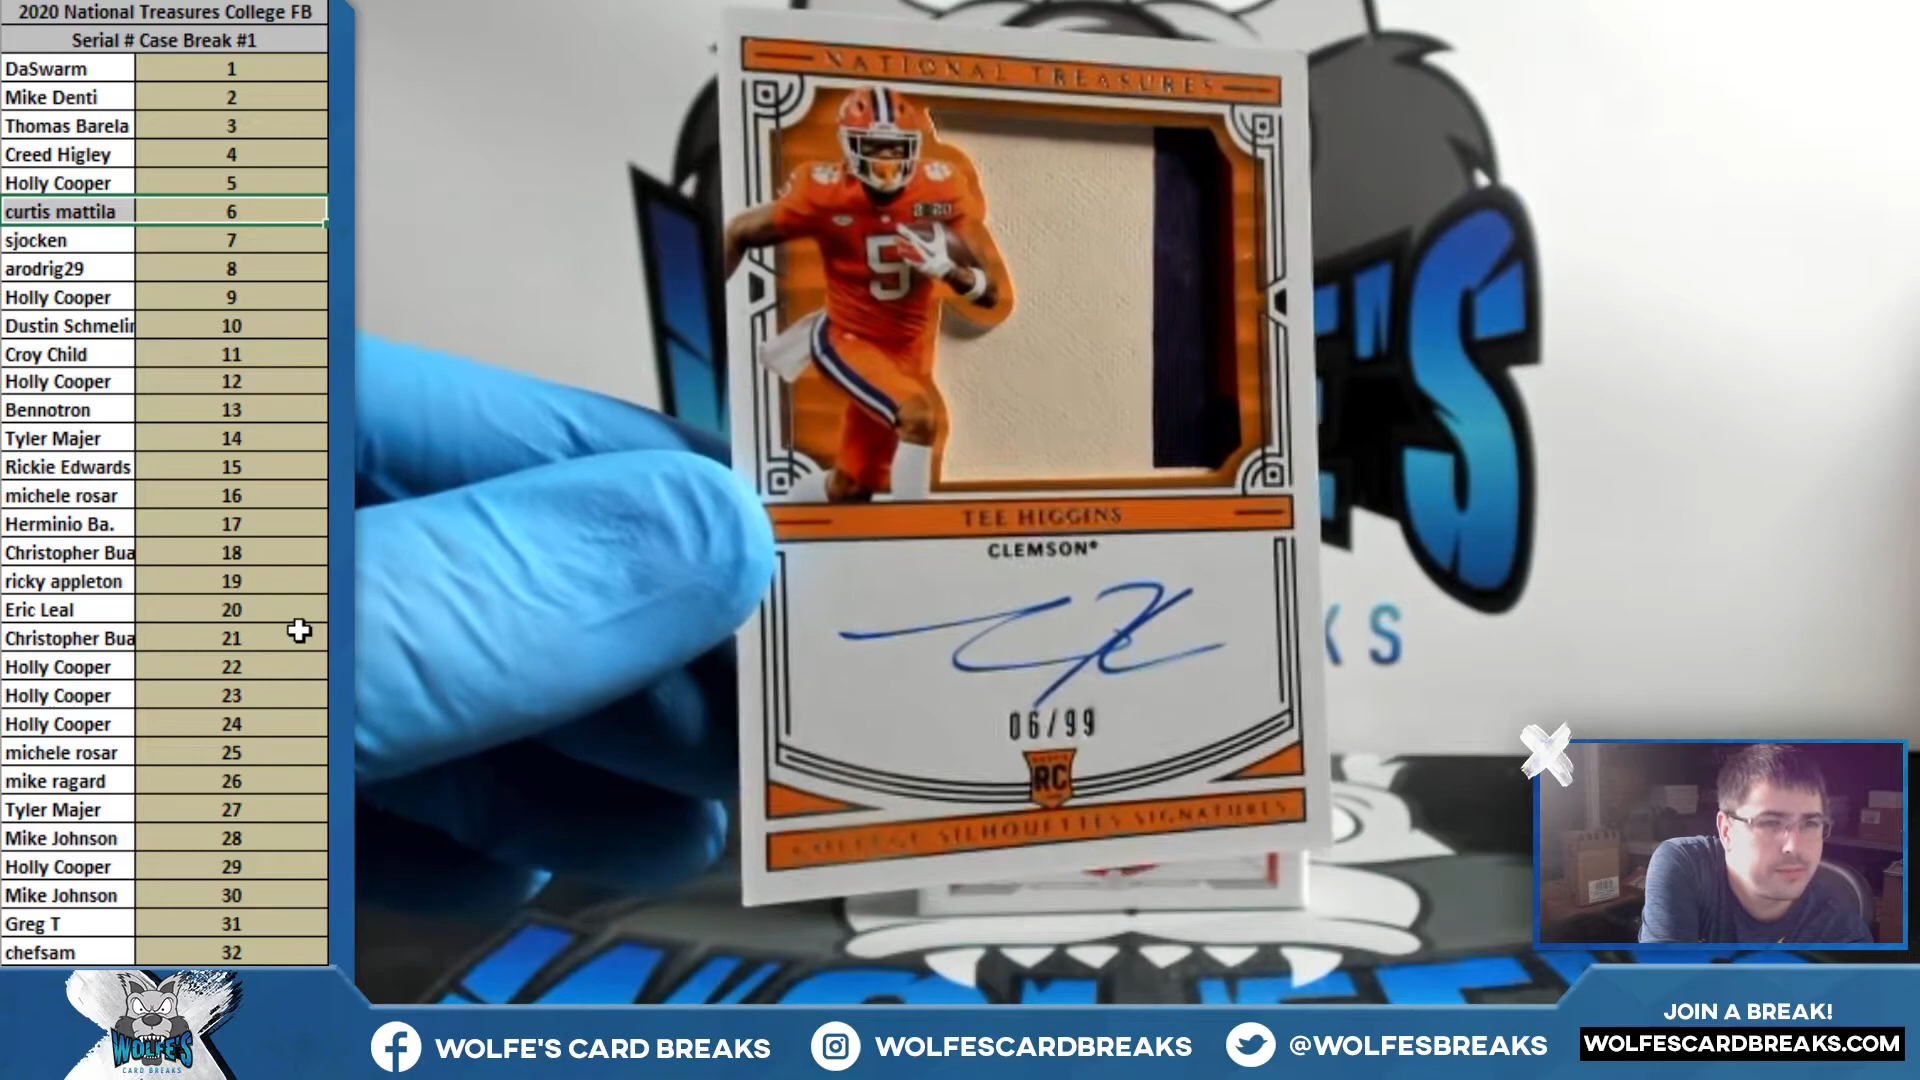 2020 National Treasures College FB
Serial # Case Break #1
DaSwarm 1
Mike Denti 2
Thomas Barela 3
Creed Higley 4
Holly Cooper 5
curtis mattila 6
sjocken 7
arodrig29 8
Holly Cooper 9
Dustin Schmelin 10
Croy Child 11
Holly Cooper 12
Bennotron 13
Tyler Majer 14
Rickie Edwards 15
michele rosar 16
Herminio Ba. 17
Christopher Bua 18
ricky appleton 19
Eric Leal 20
Christopher Bua 21
Holly Cooper 22
Holly Cooper 23
Holly Cooper 24
michele rosar 25
mike ragard 26
Tyler Majer 27
Mike Johnson 28
Holly Cooper 29
Mike Johnson 30
Greg T 31
chefsam 32
NATIONAL TREASURES
2020
5
TEE HIGGINS
CLEMSON®
06/99
RC
COLLEGE SILHOUETTES SIGNATURES
WOLFE'S
CARD BREAKS
WOLFE'S CARD BREAKS
WOLFESCARDBREAKS
@WOLFESBREAKS
JOIN A BREAK!
WOLFESCARDBREAKS.COM